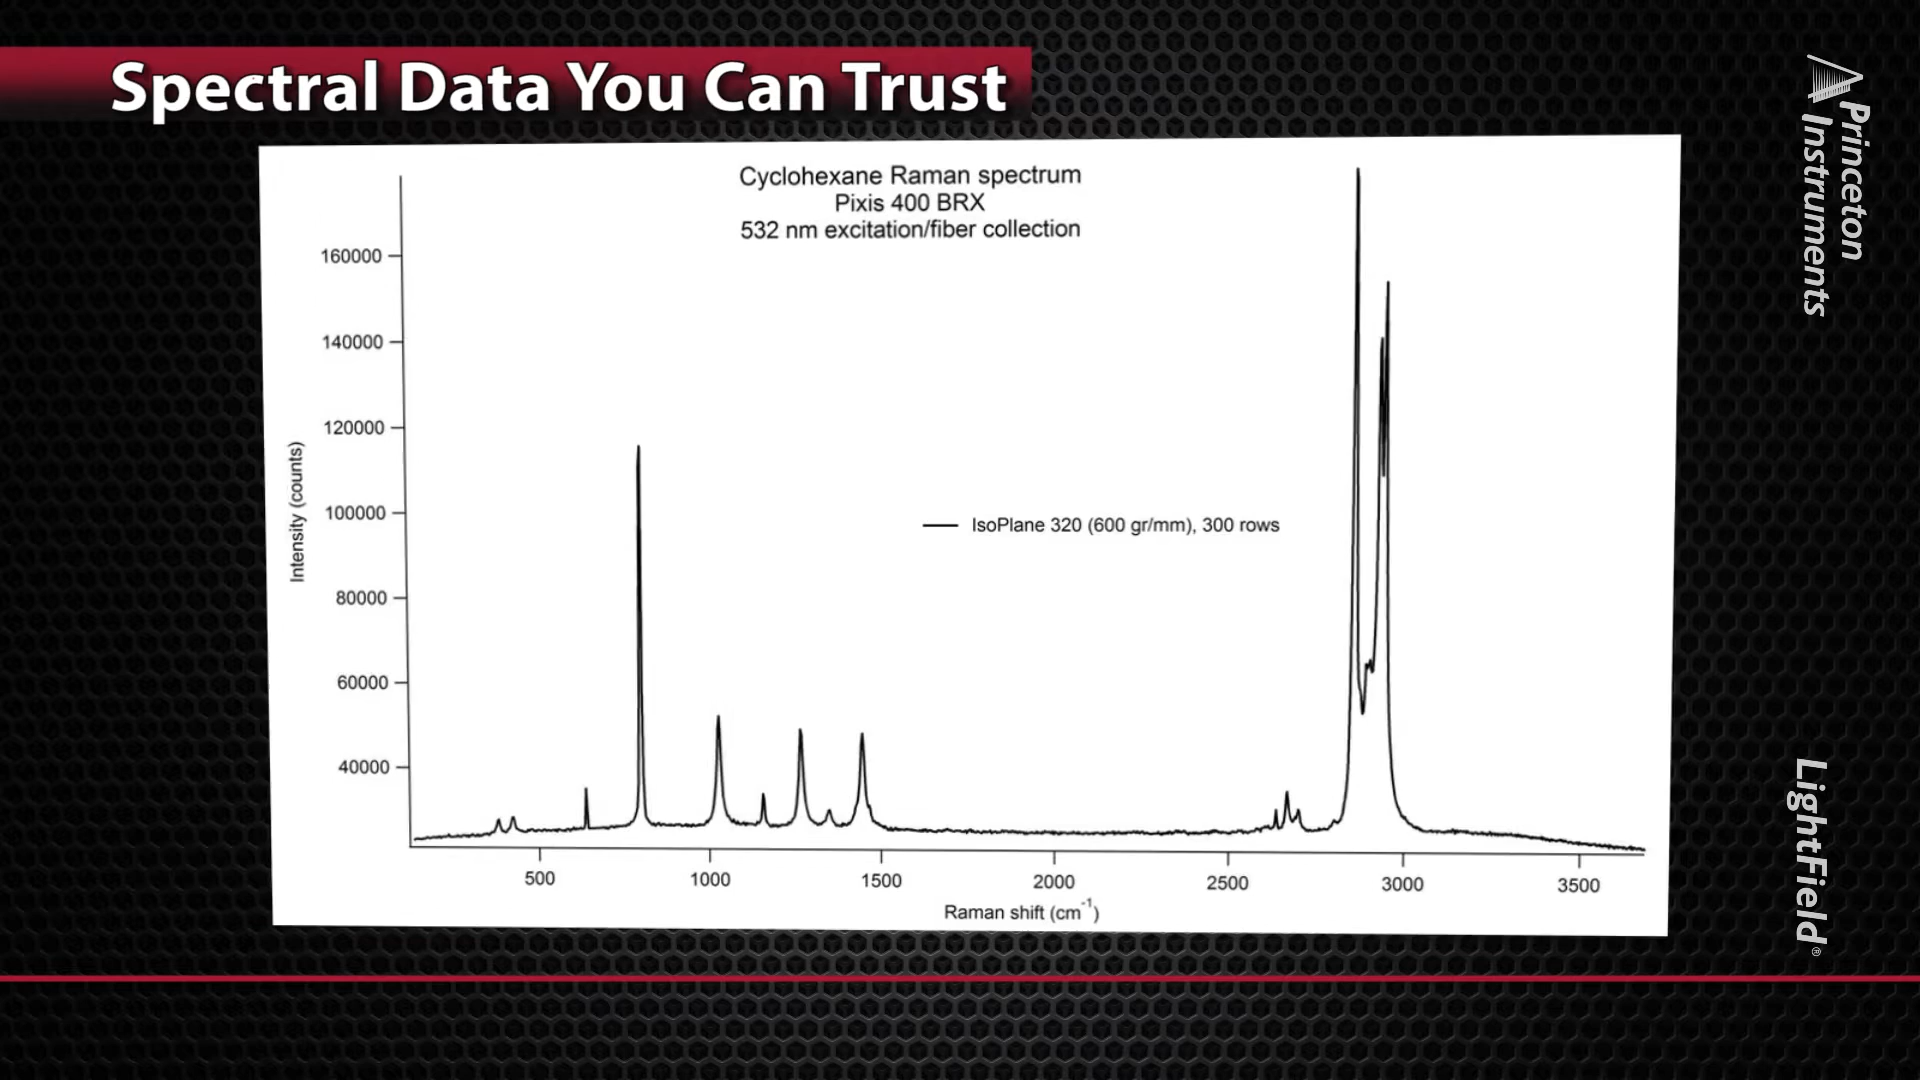 Spectral Data You Can Trust
Princeton
Instruments
Cyclohexane Raman spectrum
Pixis 400 BRX
532 nm excitation/fiber collection
160000
140000
120000
100000
80000
60000
40000
Intensity (counts)
IsoPlane 320 (600 gr/mm), 300 rows
500 1000 1500 2000 2500 3000 3500
Raman shift (cm⁻¹)
LightField®